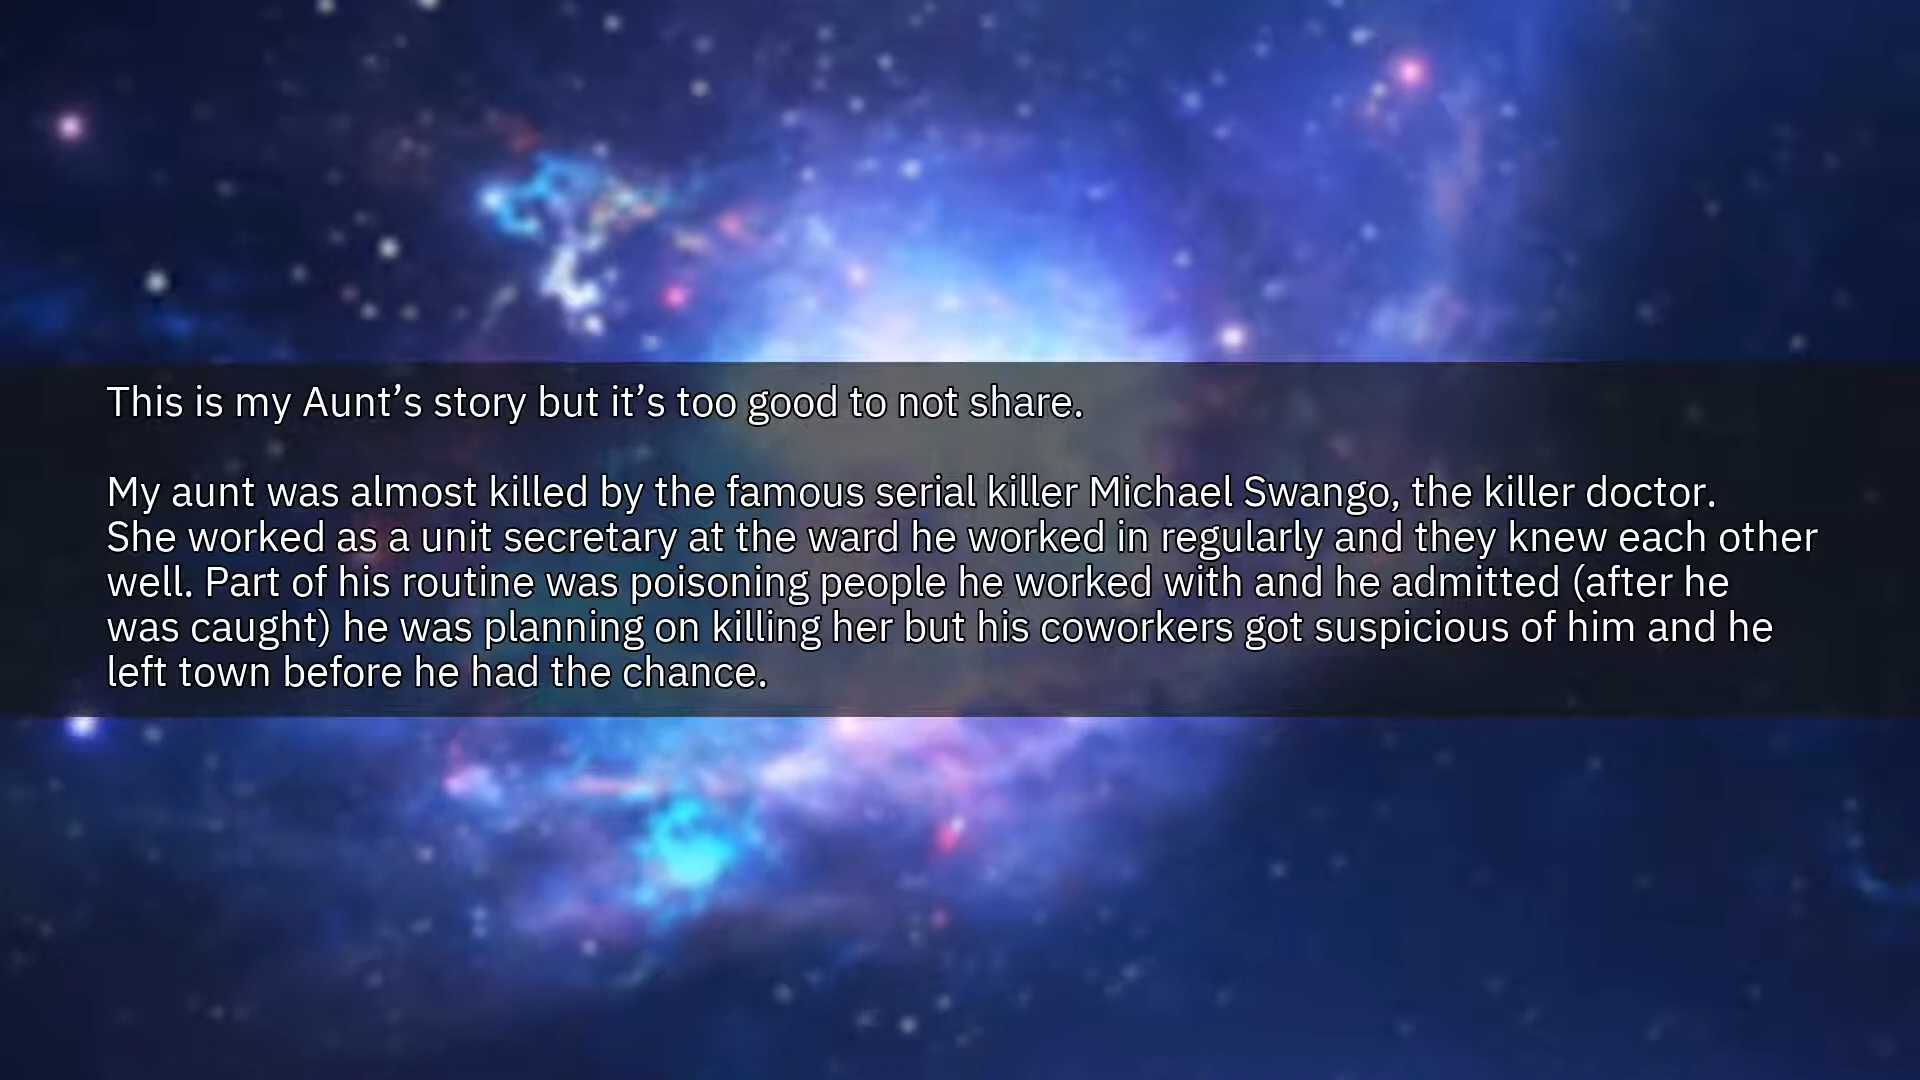 This is my Aunt’s story but it’s too good to not share.
My aunt was almost killed by the famous serial killer Michael Swango, the killer doctor.
She worked as a unit secretary at the ward he worked in regularly and they knew each other
well. Part of his routine was poisoning people he worked with and he admitted (after he
was caught) he was planning on killing her but his coworkers got suspicious of him and he
left town before he had the chance.